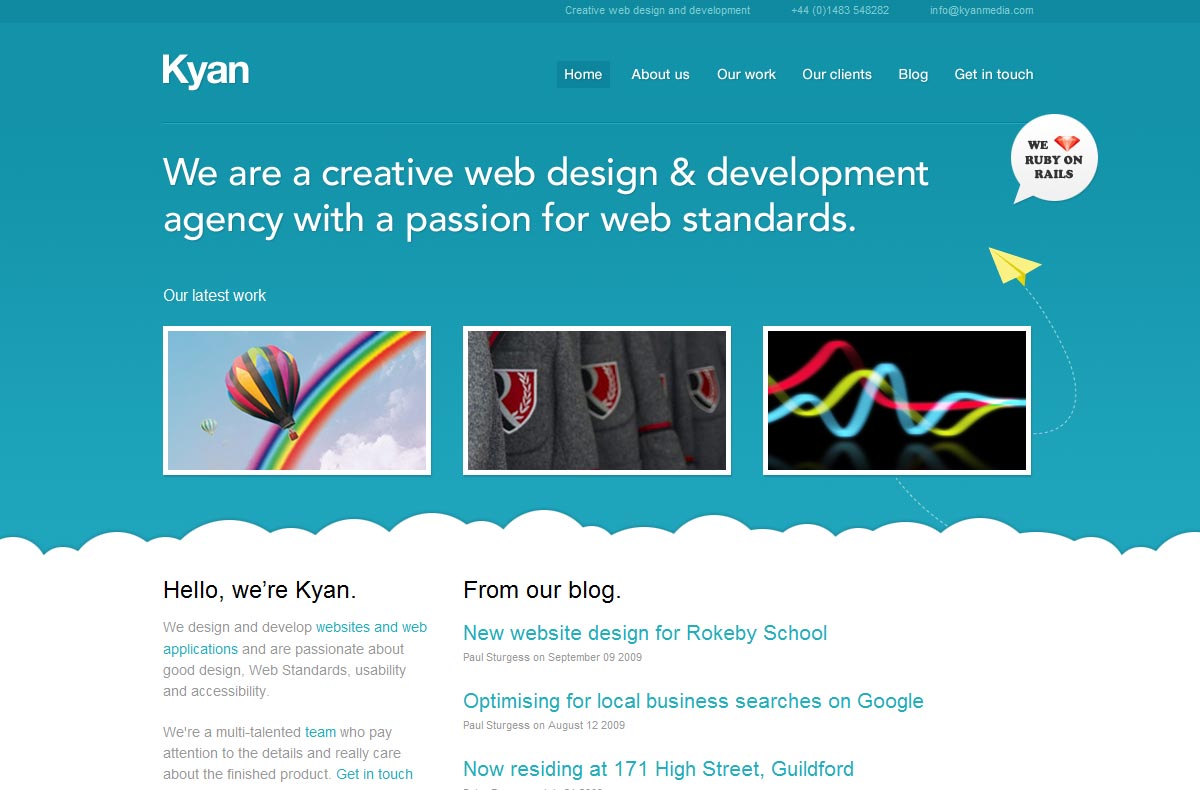 Creative web design and development +44 (0)1483 548282 info@kyanmedia.com
Kyan
Home About us Our work Our clients Blog Get in touch
We are a creative web design & development
agency with a passion for web standards.
WE
RUBY ON
RAILS
Our latest work
Hello, we’re Kyan.
We design and develop websites and web
applications and are passionate about
good design, Web Standards, usability
and accessibility.
We're a multi-talented team who pay
attention to the details and really care
about the finished product. Get in touch
From our blog.
New website design for Rokeby School
Paul Sturgess on September 09 2009
Optimising for local business searches on Google
Paul Sturgess on August 12 2009
Now residing at 171 High Street, Guildford